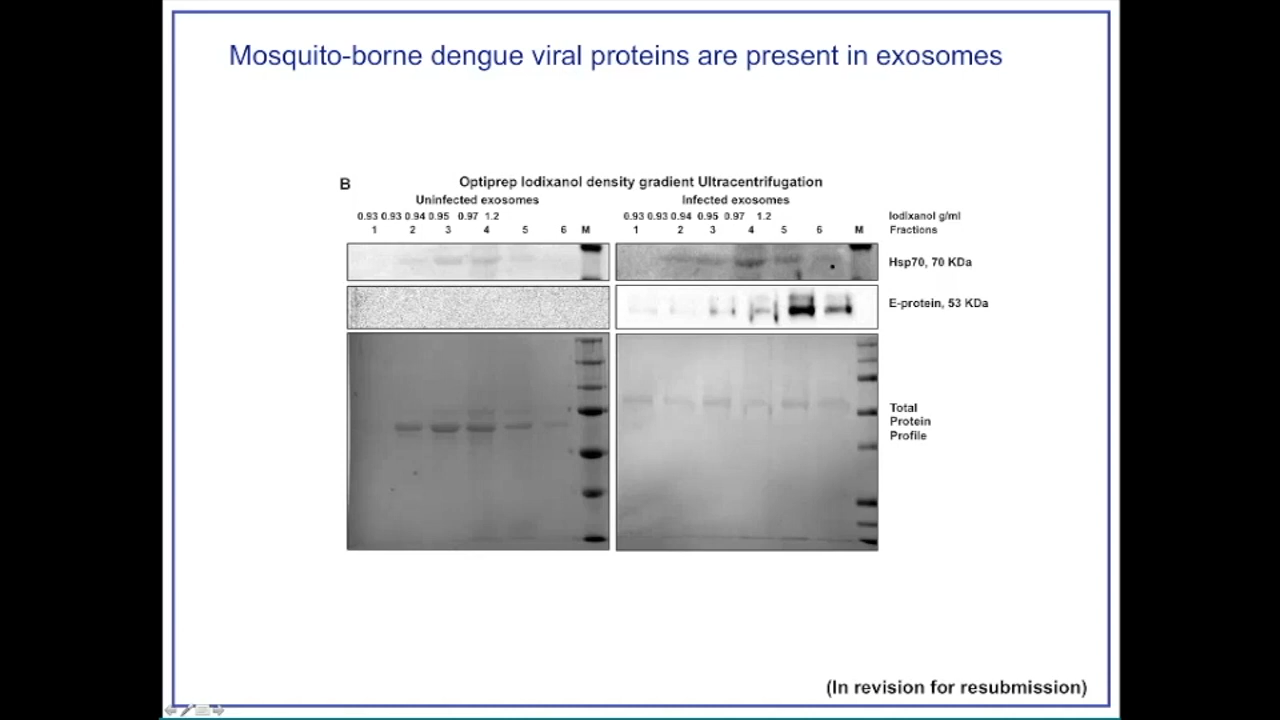 Mosquito-borne dengue viral proteins are present in exosomes
B
Optiprep Iodixanol density gradient Ultracentrifugation
Uninfected exosomes Infected exosomes
0.93 0.93 0.94 0.95 0.97 1.2 0.93 0.93 0.94 0.95 0.97 1.2 Iodixanol g/ml
1 2 3 4 5 6 M 1 2 3 4 5 6 M Fractions
Hsp70, 70 KDa
E-protein, 53 KDa
Total
Protein
Profile
(In revision for resubmission)